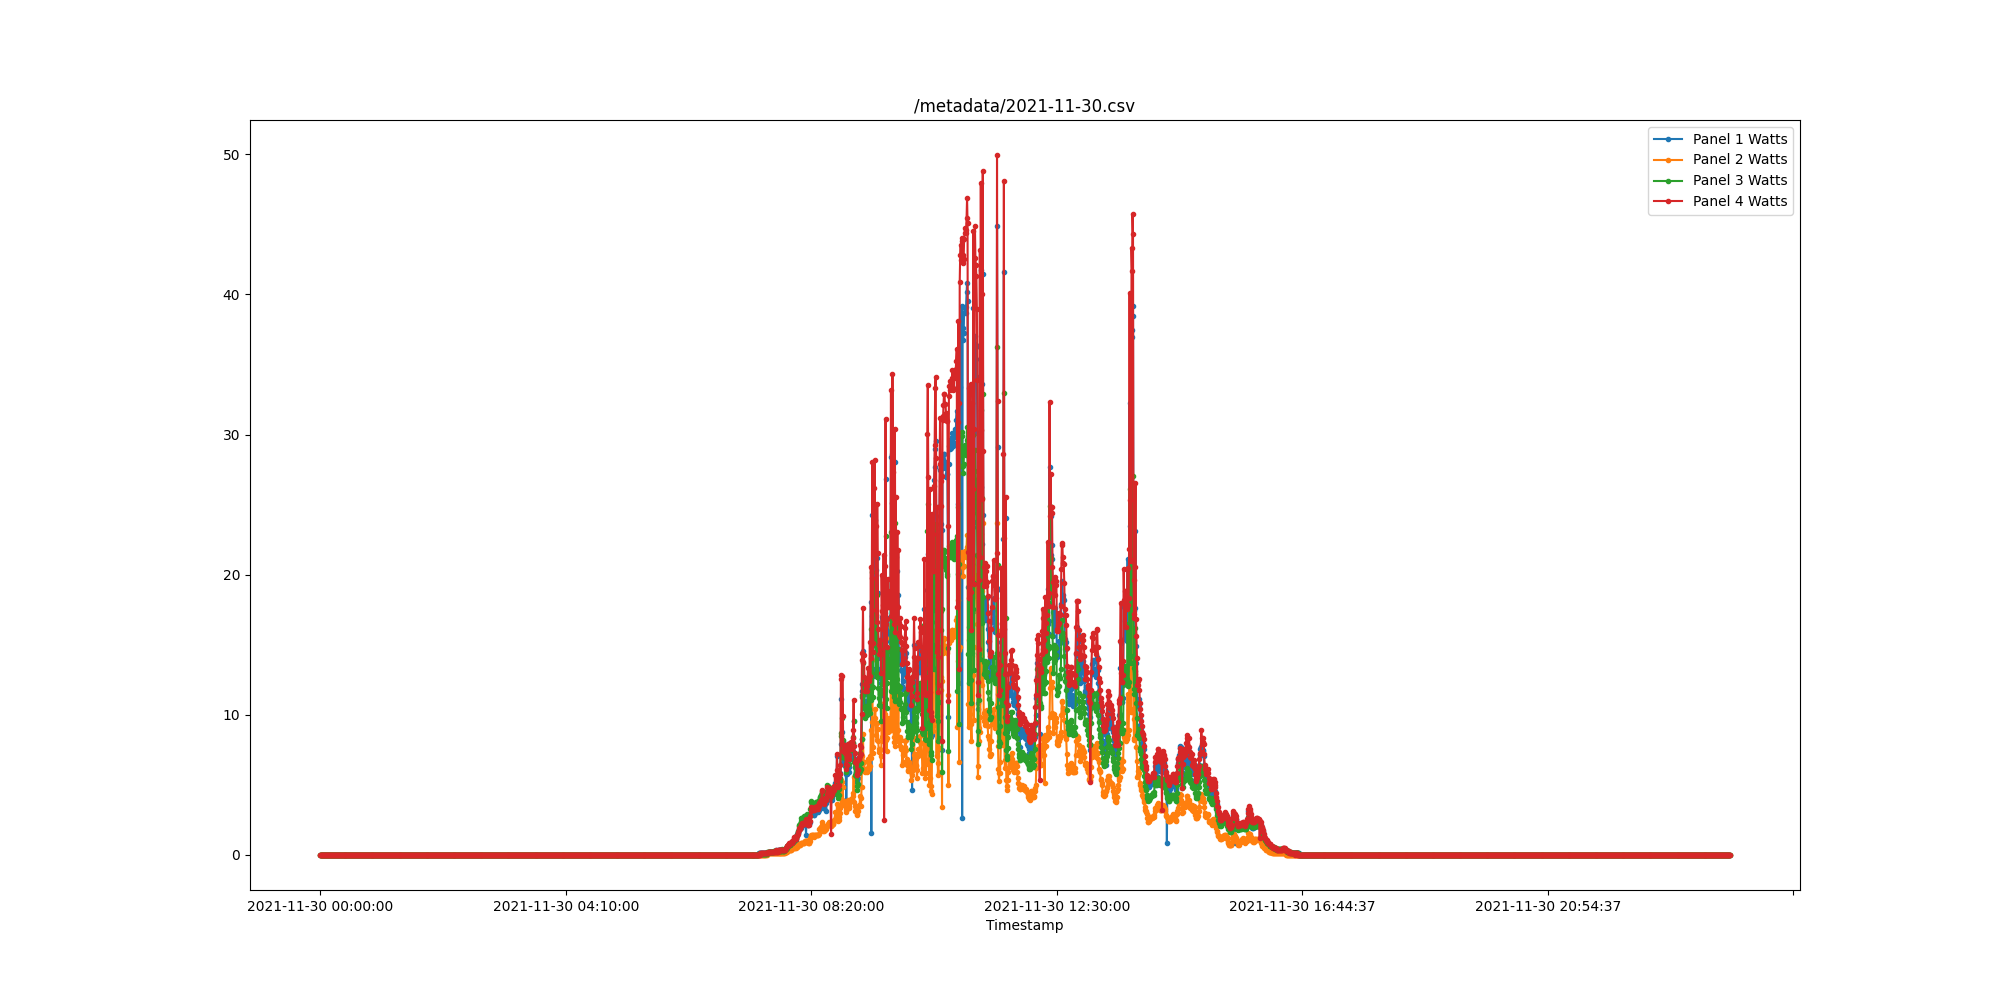 /metadata/2021-11-30.csv
Panel 1 Watts
Panel 2 Watts
Panel 3 Watts
Panel 4 Watts
50
40
30
20
10
0
2021-11-30 00:00:00 2021-11-30 04:10:00 2021-11-30 08:20:00 2021-11-30 12:30:00 2021-11-30 16:44:37 2021-11-30 20:54:37
Timestamp